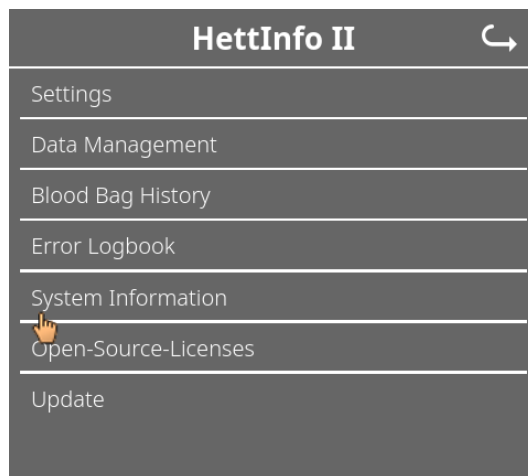 HettInfo II
Settings
Data Management
Blood Bag History
Error Logbook
System Information
Open-Source-Licenses
Update